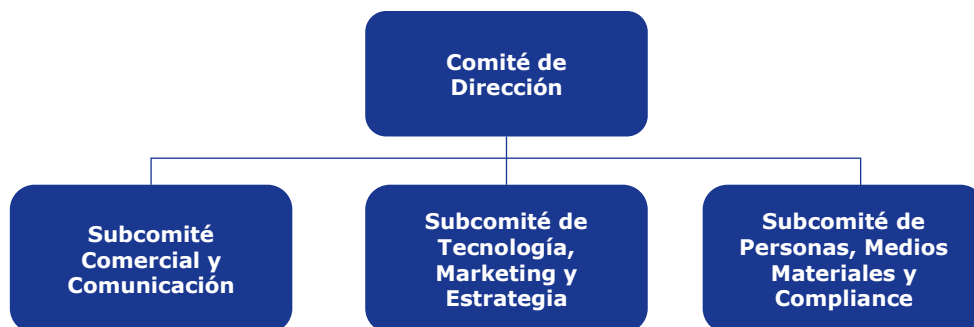 Comité de
Dirección
Subcomité
Comercial y
Comunicación
Subcomité de
Tecnología,
Marketing y
Estrategia
Subcomité de
Personas, Medios
Materiales y
Compliance